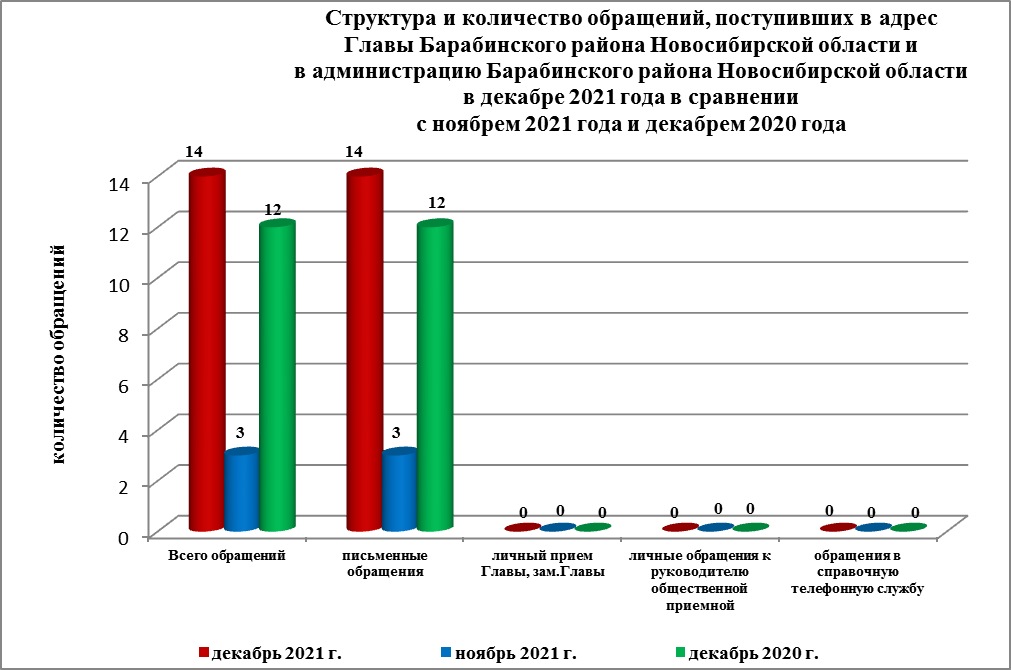 Структура и количество обращений, поступивших в адрес
Главы Барабинского района Новосибирской области и
в администрацию Барабинского района Новосибирской области
в декабре 2021 года в сравнении
с ноябрем 2021 года и декабрем 2020 года
количество обращений
14
12
10
8
6
4
2
0
14
3
12
14
3
12
0
0
0
0
0
0
0
0
0
Всего обращений
письменные
обращения
личный прием
Главы, зам.Главы
личные обращения к
руководителю
общественной
приемной
обращения в
справочную
телефонную службу
декабрь 2021 г.
ноябрь 2021 г.
декабрь 2020 г.